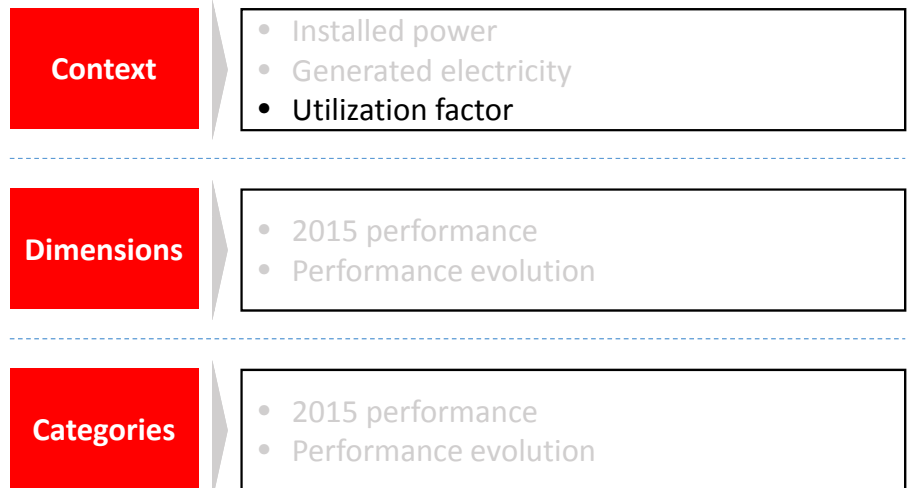 Context
• Installed power
• Generated electricity
• Utilization factor
Dimensions
• 2015 performance
• Performance evolution
Categories
• 2015 performance
• Performance evolution